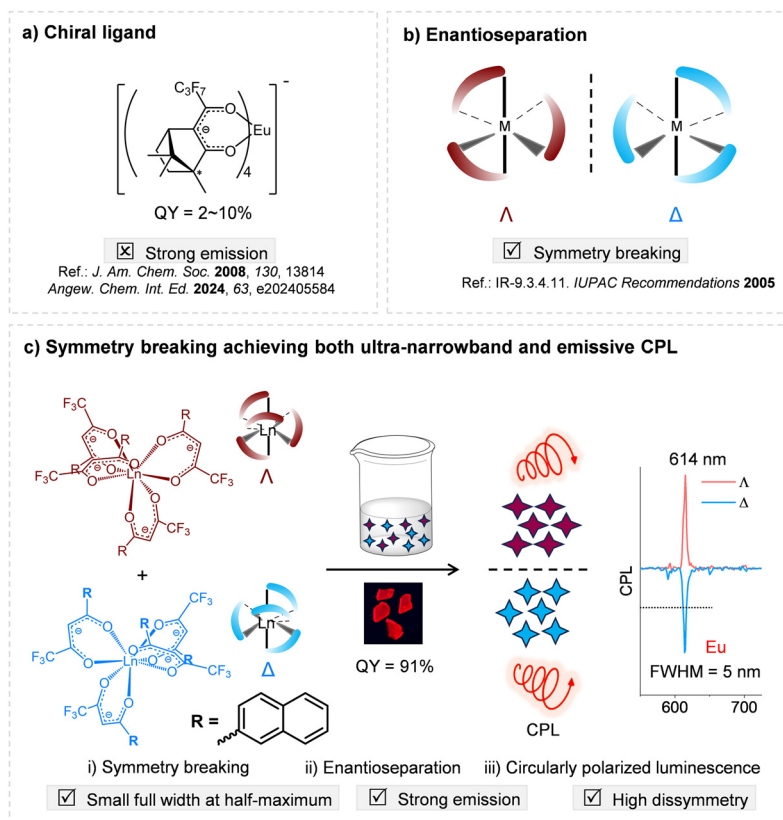 a) Chiral ligand
C3F7
O
⊖
Eu
O
4
*
−
QY = 2~10%
☒ Strong emission
Ref.: J. Am. Chem. Soc. 2008, 130, 13814
Angew. Chem. Int. Ed. 2024, 63, e202405584
b) Enantioseparation
M
M
Λ
Δ
☑ Symmetry breaking
Ref.: IR-9.3.4.11. IUPAC Recommendations 2005
c) Symmetry breaking achieving both ultra-narrowband and emissive CPL
F3C
R
R
O
O
O
O
⊖
⊖
⊖
R
Ln
CF3
O
O
O
O
⊖
CF3
R
Ln
Λ
+
R
CF3
O
O
R
O
⊖
⊖
⊖
Ln
R
F3C
O
O
O
CF3
O
O
⊖
F3C
R
Ln
Δ
R =
QY = 91%
CPL
614 nm
Λ
Δ
CPL
Eu
FWHM = 5 nm
600
700
i) Symmetry breaking
ii) Enantioseparation
iii) Circularly polarized luminescence
☑ Small full width at half-maximum
☑ Strong emission
☑ High dissymmetry